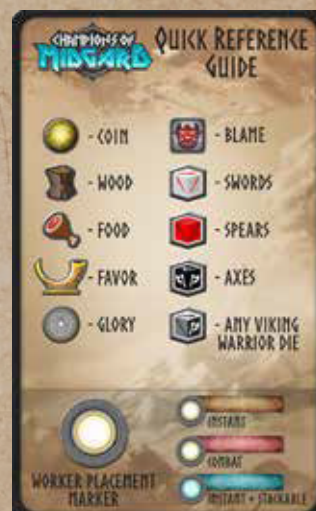 CHAMPIONS OF
MIDGARD
QUICK REFERENCE
GUIDE
- COIN
- WOOD
- FOOD
- FAVOR
- GLORY
- BLAME
- SWORDS
- SPEARS
- AXES
- ANY VIKING
WARRIOR DIE
WORKER PLACEMENT
MARKER
INSTANT
COMBAT
INSTANT + STACKABLE